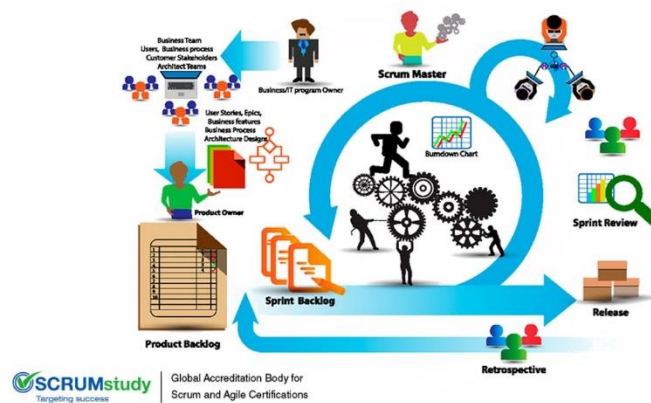 Business Team
Users, Business process
Customer Stakeholders
Architect Teams
Business/IT program Owner
Scrum Master
User Stories, Epics,
Business features
Business Process
Architecture Designs
Burndown Chart
Product Owner
Sprint Review
Sprint Backlog
Release
Product Backlog
Retrospective
SCRUMstudy
Targeting success
Global Accreditation Body for
Scrum and Agile Certifications